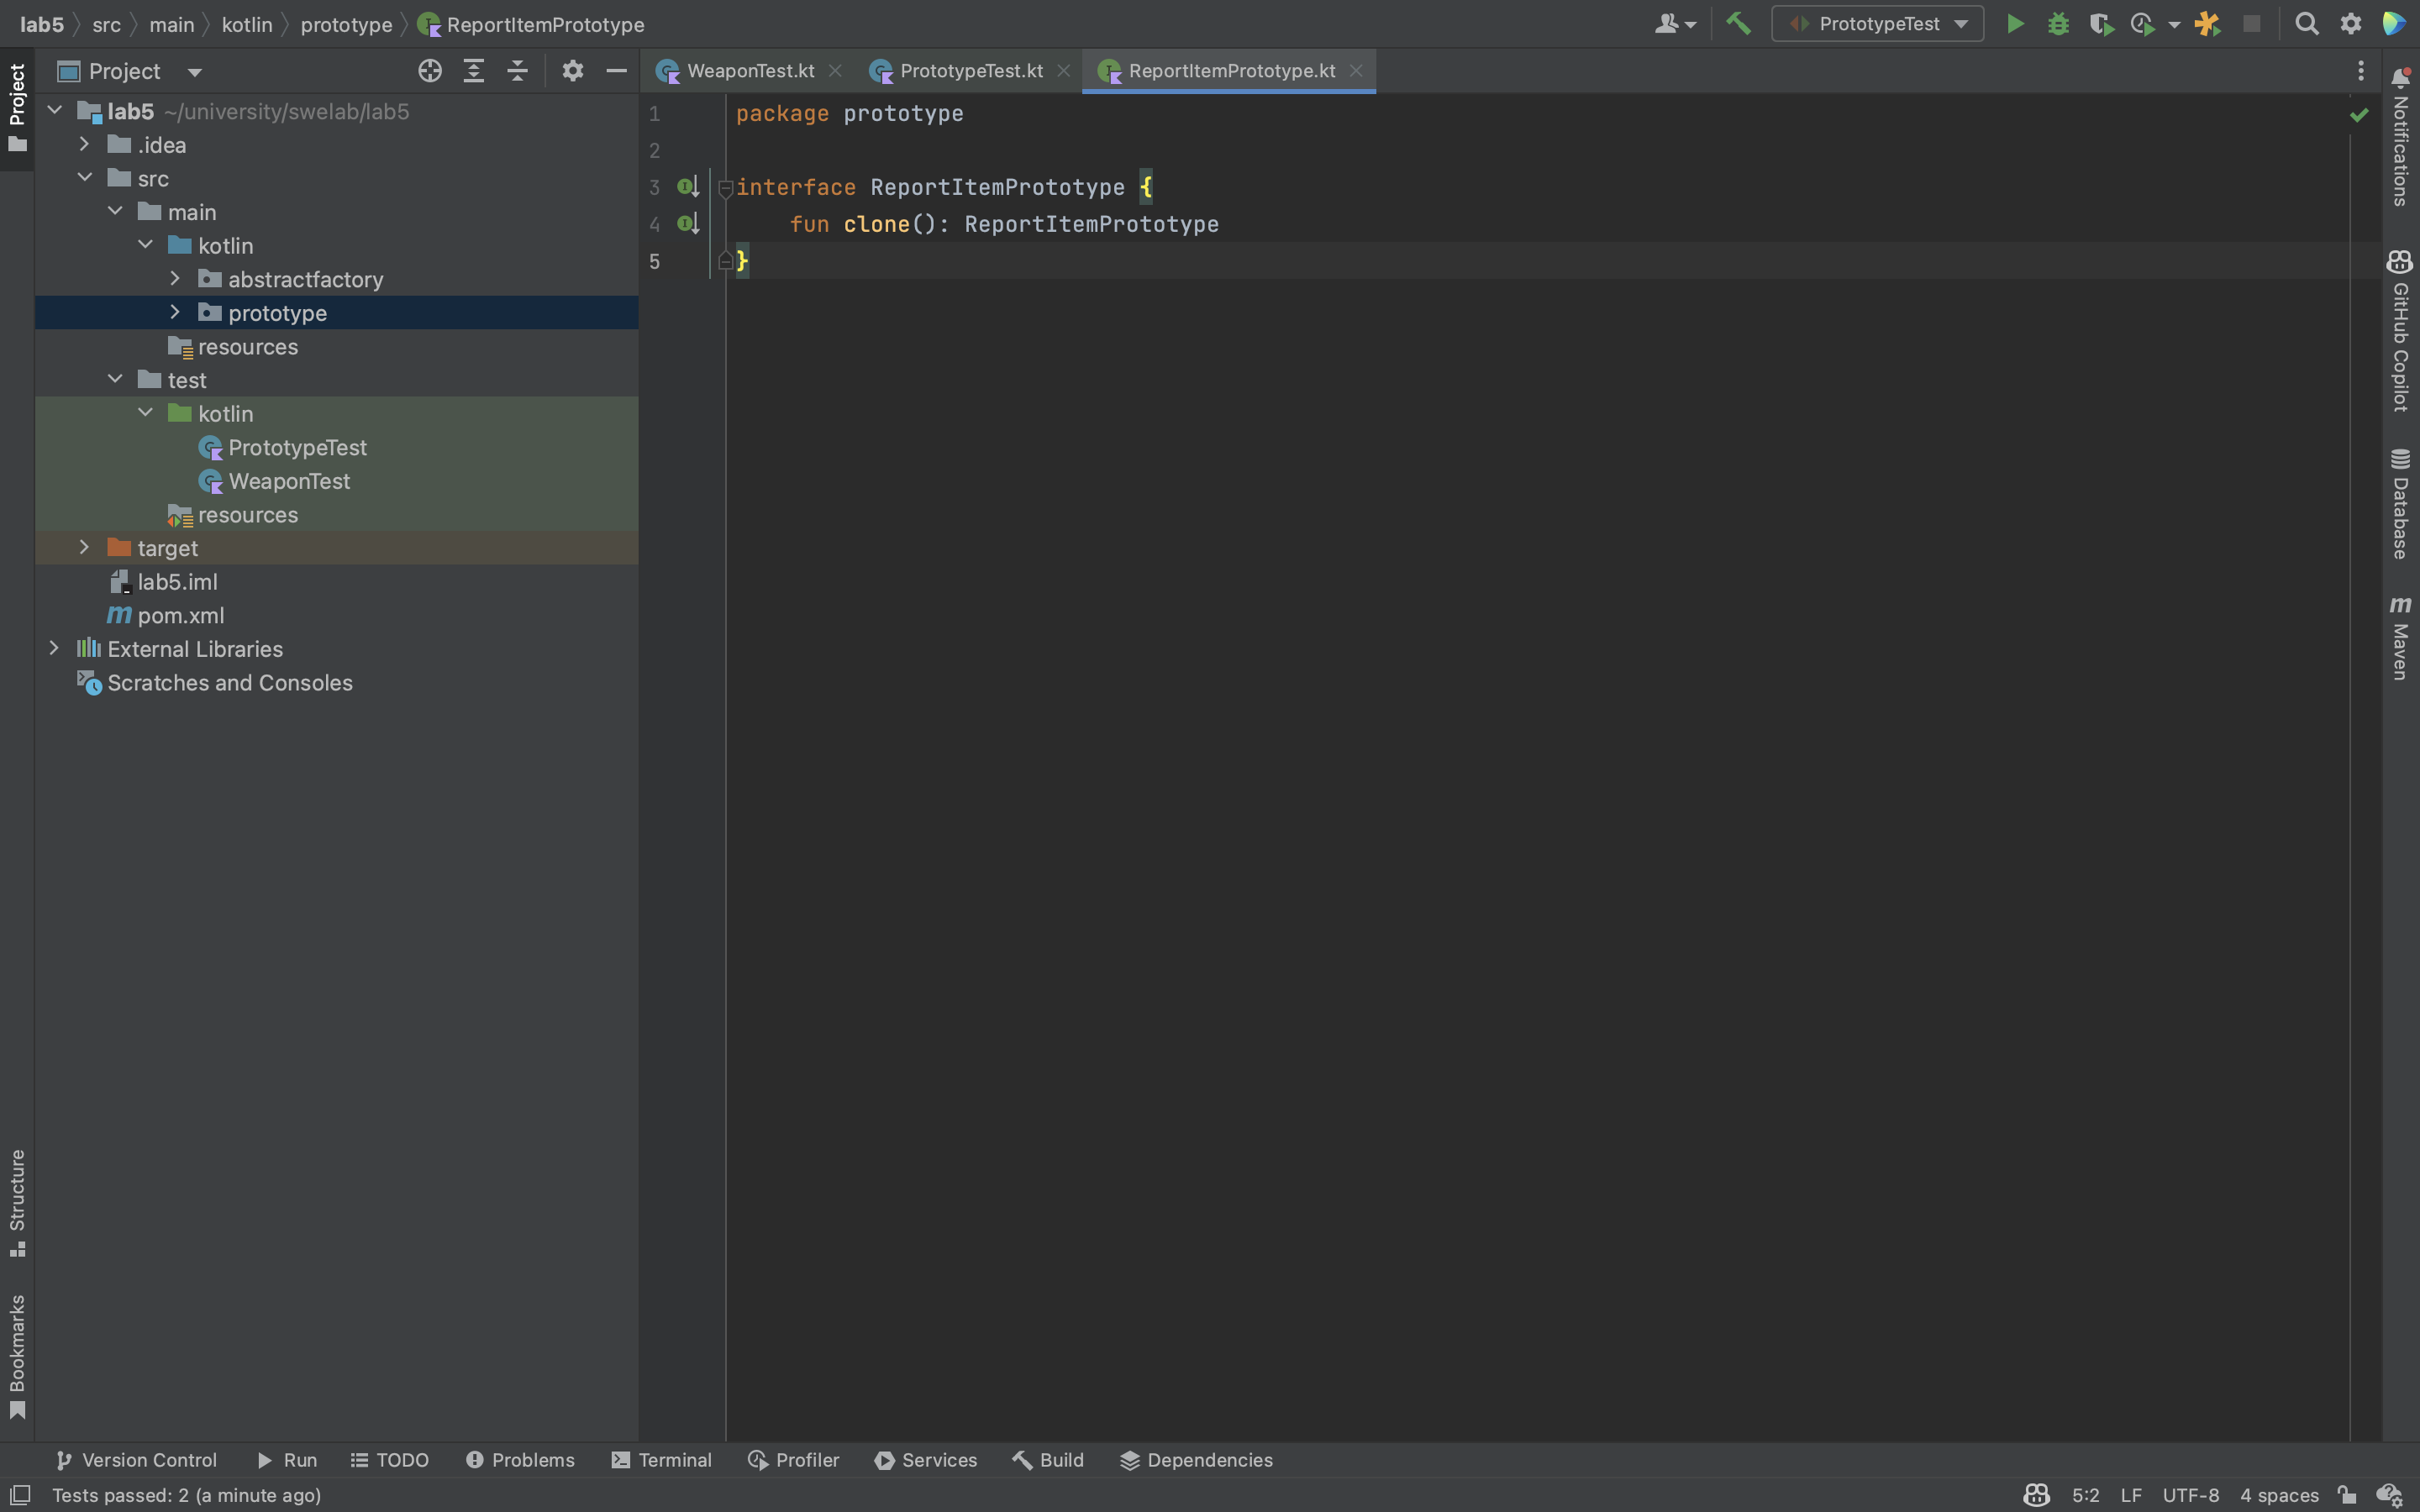 lab5 src main kotlin prototype ReportItemPrototype
PrototypeTest
Project
Project
lab5 ~/university/swelab/lab5
.idea
src
main
kotlin
abstractfactory
prototype
resources
test
kotlin
PrototypeTest
WeaponTest
resources
target
lab5.iml
m pom.xml
External Libraries
Scratches and Consoles
Structure
Bookmarks
WeaponTest.kt PrototypeTest.kt ReportItemPrototype.kt
1 package prototype
2
3 interface ReportItemPrototype {
4 fun clone(): ReportItemPrototype
5 }
Notifications
GitHub Copilot
Database
m Maven
Version Control Run TODO Problems Terminal Profiler Services Build Dependencies
Tests passed: 2 (a minute ago) 5:2 LF UTF-8 4 spaces